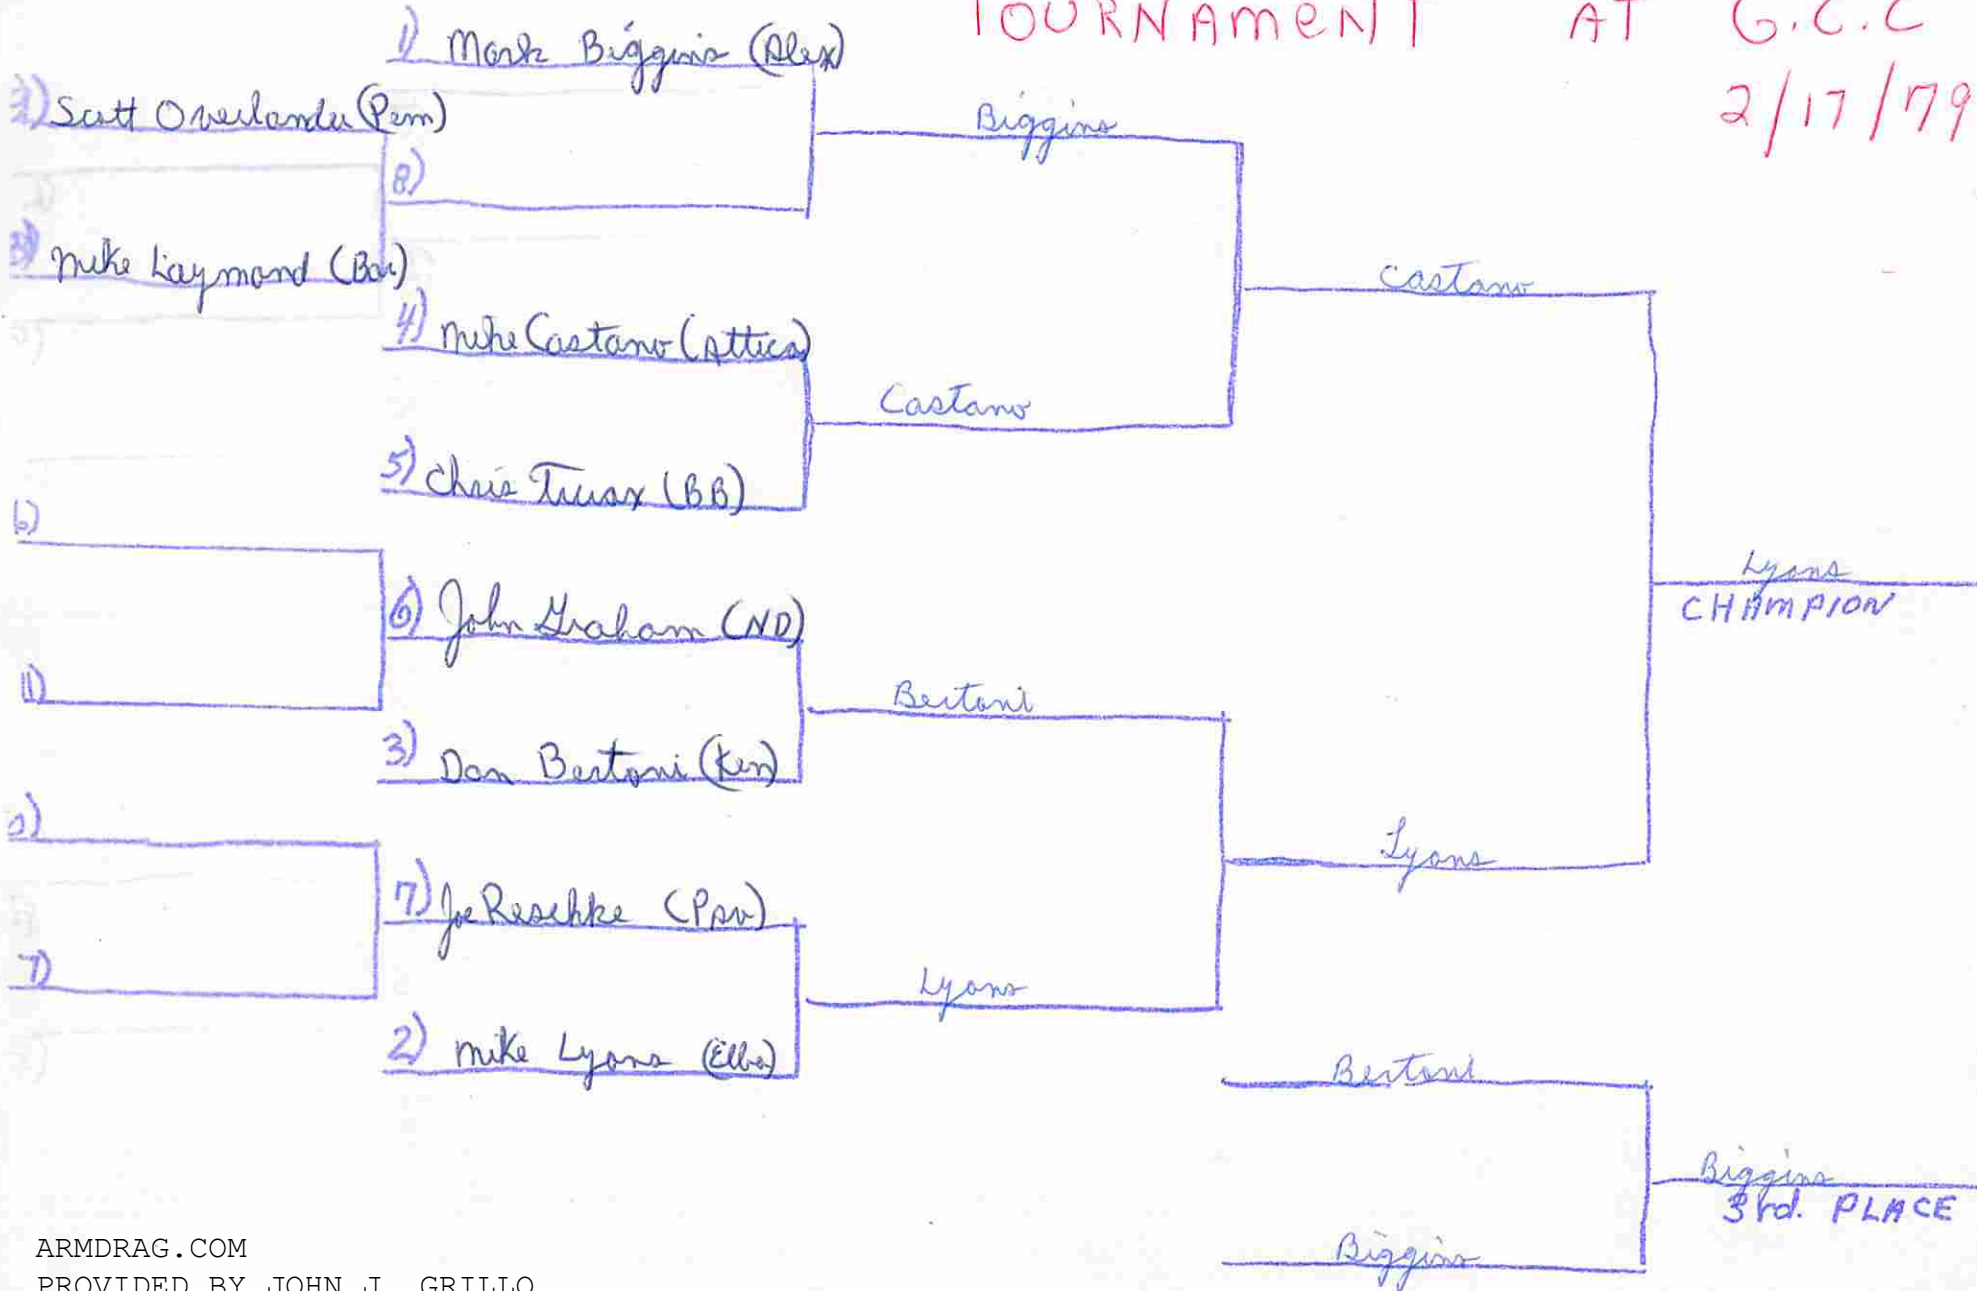 TOURNAMENT AT G.C.C
2/17/79
1) Mark Biggins (Alex)
Scott Overlander (Pem)
8)
Mike Laymond (Bar)
4) Mike Castano (Attica)
5) Chris Truax (BB)
6)
11)
6) John Graham (ND)
3) Dan Bertoni (Ken)
7)
7) Joe Reschke (Pav)
2) Mike Lyons (Elba)
Biggins
Castano
Bertoni
Lyons
Castano
Lyons
Lyons
CHAMPION
Bertoni
Biggins
Biggins
3rd. PLACE
ARMDRAG.COM
PROVIDED BY JOHN J. GRILLO